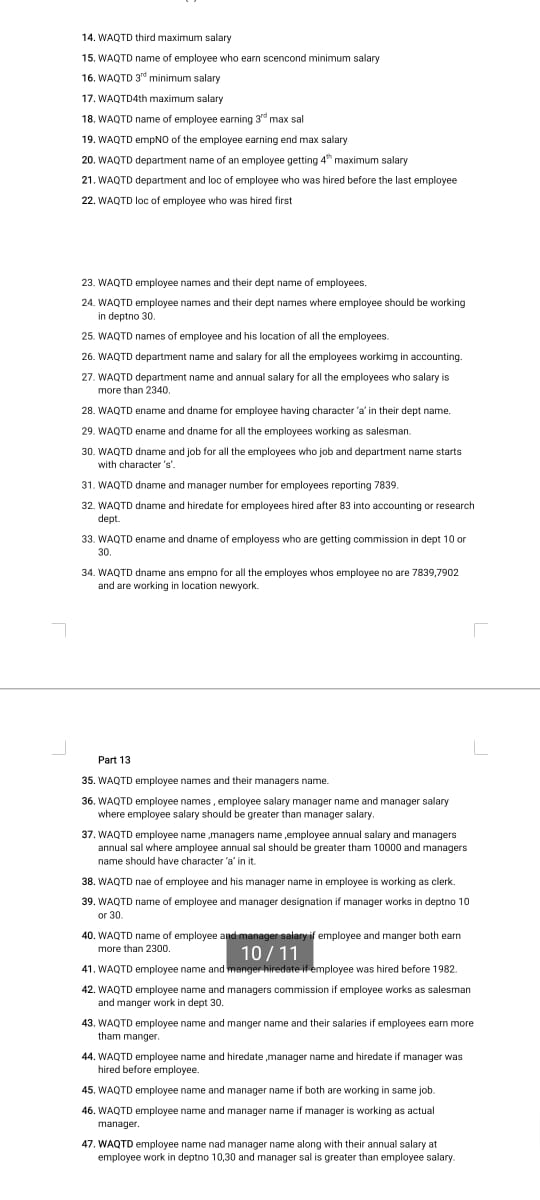 14. WAQTD third maximum salary
15. WAQTD name of employee who earn scencond minimum salary
16. WAQTD 3rd minimum salary
17. WAQTD4th maximum salary
18. WAQTD name of employee earning 3rd max sal
19. WAQTD empNO of the employee earning end max salary
20. WAQTD department name of an employee getting 4th maximum salary
21. WAQTD department and loc of employee who was hired before the last employee
22. WAQTD loc of employee who was hired first
23. WAQTD employee names and their dept name of employees.
24. WAQTD employee names and their dept names where employee should be working
in deptno 30.
25. WAQTD names of employee and his location of all the employees.
26. WAQTD department name and salary for all the employees workimg in accounting.
27. WAQTD department name and annual salary for all the employees who salary is
more than 2340.
28. WAQTD ename and dname for employee having character 'a' in their dept name.
29. WAQTD ename and dname for all the employees working as salesman.
30. WAQTD dname and job for all the employees who job and department name starts
with character 's'.
31. WAQTD dname and manager number for employees reporting 7839.
32. WAQTD dname and hiredate for employees hired after 83 into accounting or research
dept.
33. WAQTD ename and dname of employess who are getting commission in dept 10 or
30.
34. WAQTD dname ans empno for all the employes whos employee no are 7839,7902
and are working in location newyork.
Part 13
35. WAQTD employee names and their managers name.
36. WAQTD employee names , employee salary manager name and manager salary
where employee salary should be greater than manager salary.
37. WAQTD employee name ,managers name ,employee annual salary and managers
annual sal where amployee annual sal should be greater tham 10000 and managers
name should have character 'a' in it.
38. WAQTD nae of employee and his manager name in employee is working as clerk.
39. WAQTD name of employee and manager designation if manager works in deptno 10
or 30.
40. WAQTD name of employee and manager salary if employee and manger both earn
more than 2300.
10 / 11
41. WAQTD employee name and manger hiredate if employee was hired before 1982.
42. WAQTD employee name and managers commission if employee works as salesman
and manger work in dept 30.
43. WAQTD employee name and manger name and their salaries if employees earn more
tham manger.
44. WAQTD employee name and hiredate ,manager name and hiredate if manager was
hired before employee.
45. WAQTD employee name and manager name if both are working in same job.
46. WAQTD employee name and manager name if manager is working as actual
manager.
47. WAQTD employee name nad manager name along with their annual salary at
employee work in deptno 10,30 and manager sal is greater than employee salary.